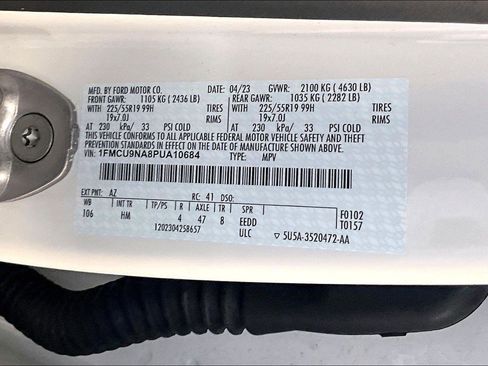 MFD. BY FORD MOTOR CO.
DATE: 04/23 GVWR: 2100 KG ( 4630 LB)
FRONT GAWR: 1105 KG ( 2436 LB) REAR GAWR: 1035 KG ( 2282 LB)
WITH 225/55R19 99H TIRES WITH 225/55R19 99H TIRES
19x7.0J RIMS 19x7.0J RIMS
AT 230 kPa/ 33 PSI COLD AT 230 kPa/ 33 PSI COLD
THIS VEHICLE CONFORMS TO ALL APPLICABLE FEDERAL MOTOR VEHICLE SAFETY AND THEFT
PREVENTION STANDARDS IN EFFECT ON THE DATE OF MANUFACTURE SHOWN ABOVE.
VIN: 1FMCU9NA8PUA10684 TYPE: MPV
EXT PNT: AZ RC: 41 DSO:
WB INT TR TP/PS R AXLE TR SPR F0102
106 HM 4 47 8 EEDD T0157
1202304258657 ULC ▽ 5U5A-3520472-AA